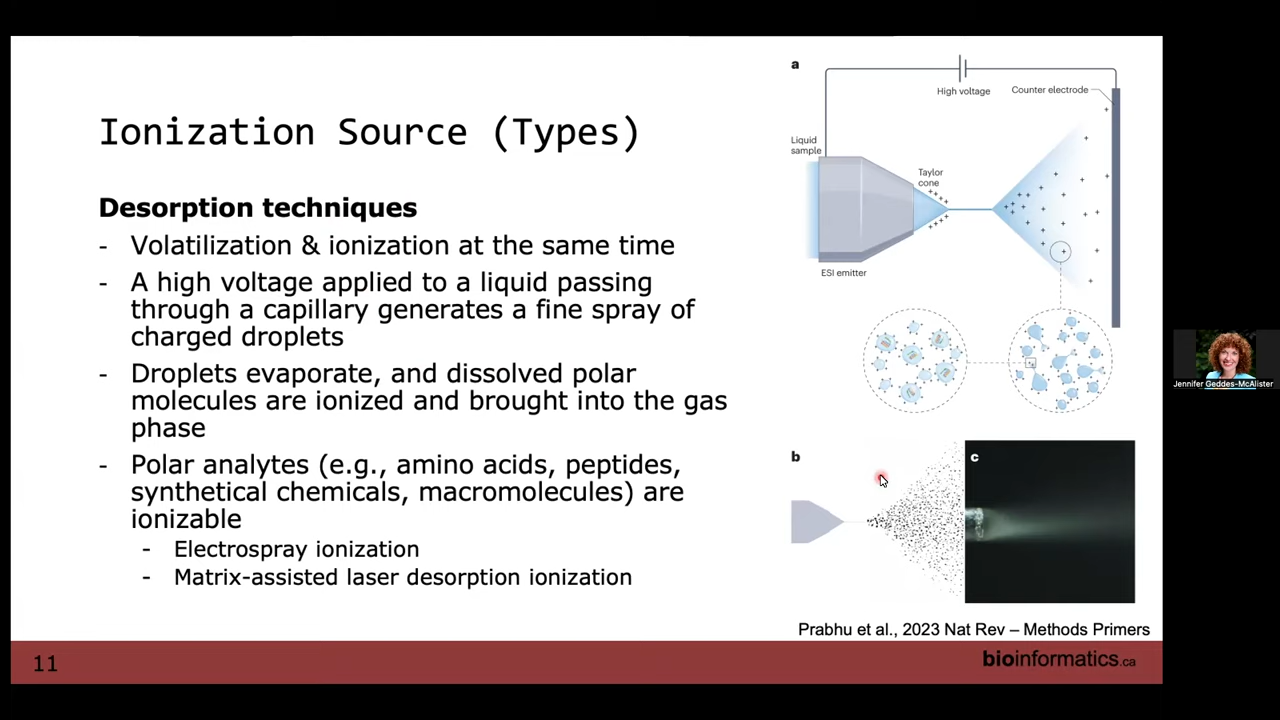 Ionization Source (Types)
Desorption techniques
- Volatilization & ionization at the same time
- A high voltage applied to a liquid passing
through a capillary generates a fine spray of
charged droplets
- Droplets evaporate, and dissolved polar
molecules are ionized and brought into the gas
phase
- Polar analytes (e.g., amino acids, peptides,
synthetical chemicals, macromolecules) are
ionizable
- Electrospray ionization
- Matrix-assisted laser desorption ionization
a
High voltage
Counter electrode
Liquid
sample
Taylor
cone
ESI emitter
b
c
Prabhu et al., 2023 Nat Rev – Methods Primers
11
bioinformatics.ca
Jennifer Geddes-McAlister